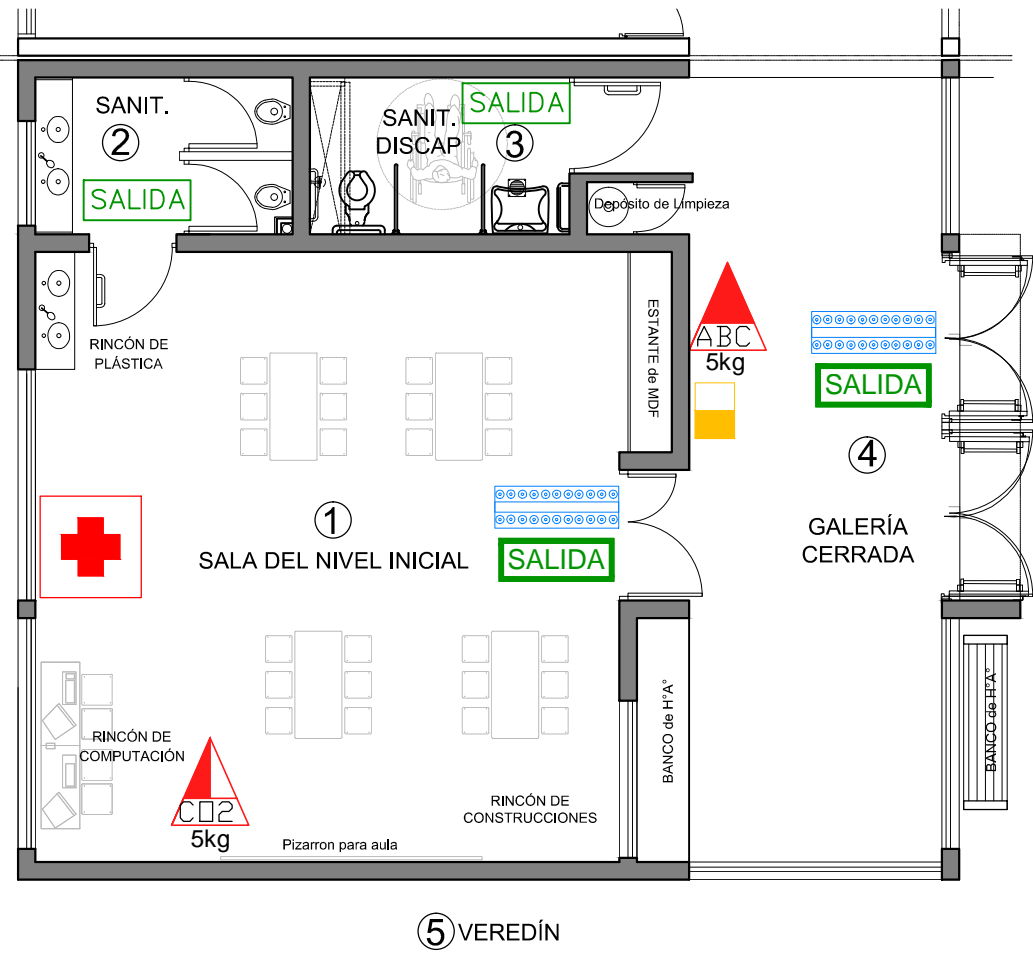 SANIT.
2
SALIDA
SANIT.
DISCAP
SALIDA
3
Depósito de Limpieza
RINCÓN DE
PLÁSTICA
ESTANTE de MDF
ABC
5kg
SALIDA
4
GALERÍA
CERRADA
1
SALA DEL NIVEL INICIAL
SALIDA
RINCÓN DE
COMPUTACIÓN
CO2
5kg
Pizarron para aula
RINCÓN DE
CONSTRUCCIONES
BANCO de H°A°
BANCO de H°A°
5 VEREDÍN